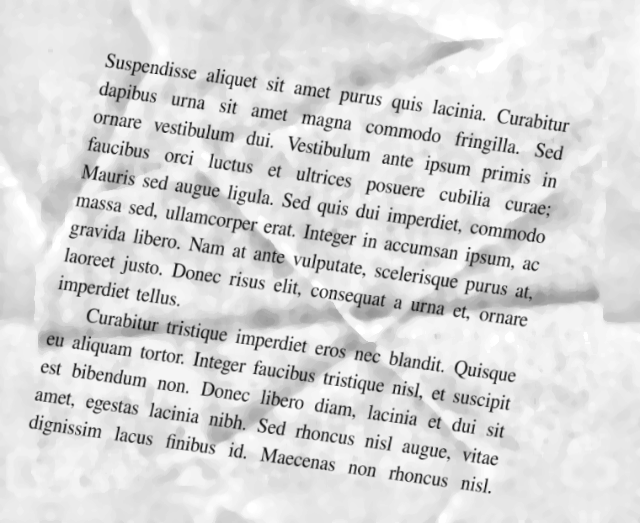 Suspendisse aliquet sit amet purus quis lacinia. Curabitur
dapibus urna sit amet magna commodo fringilla. Sed
ornare vestibulum dui. Vestibulum ante ipsum primis in
faucibus orci luctus et ultrices posuere cubilia curae;
Mauris sed augue ligula. Sed quis dui imperdiet, commodo
massa sed, ullamcorper erat. Integer in accumsan ipsum, ac
gravida libero. Nam at ante vulputate, scelerisque purus at,
laoreet justo. Donec risus elit, consequat a urna et, ornare
imperdiet tellus.
Curabitur tristique imperdiet eros nec blandit. Quisque
eu aliquam tortor. Integer faucibus tristique nisl, et suscipit
est bibendum non. Donec libero diam, lacinia et dui sit
amet, egestas lacinia nibh. Sed rhoncus nisl augue, vitae
dignissim lacus finibus id. Maecenas non rhoncus nisl.